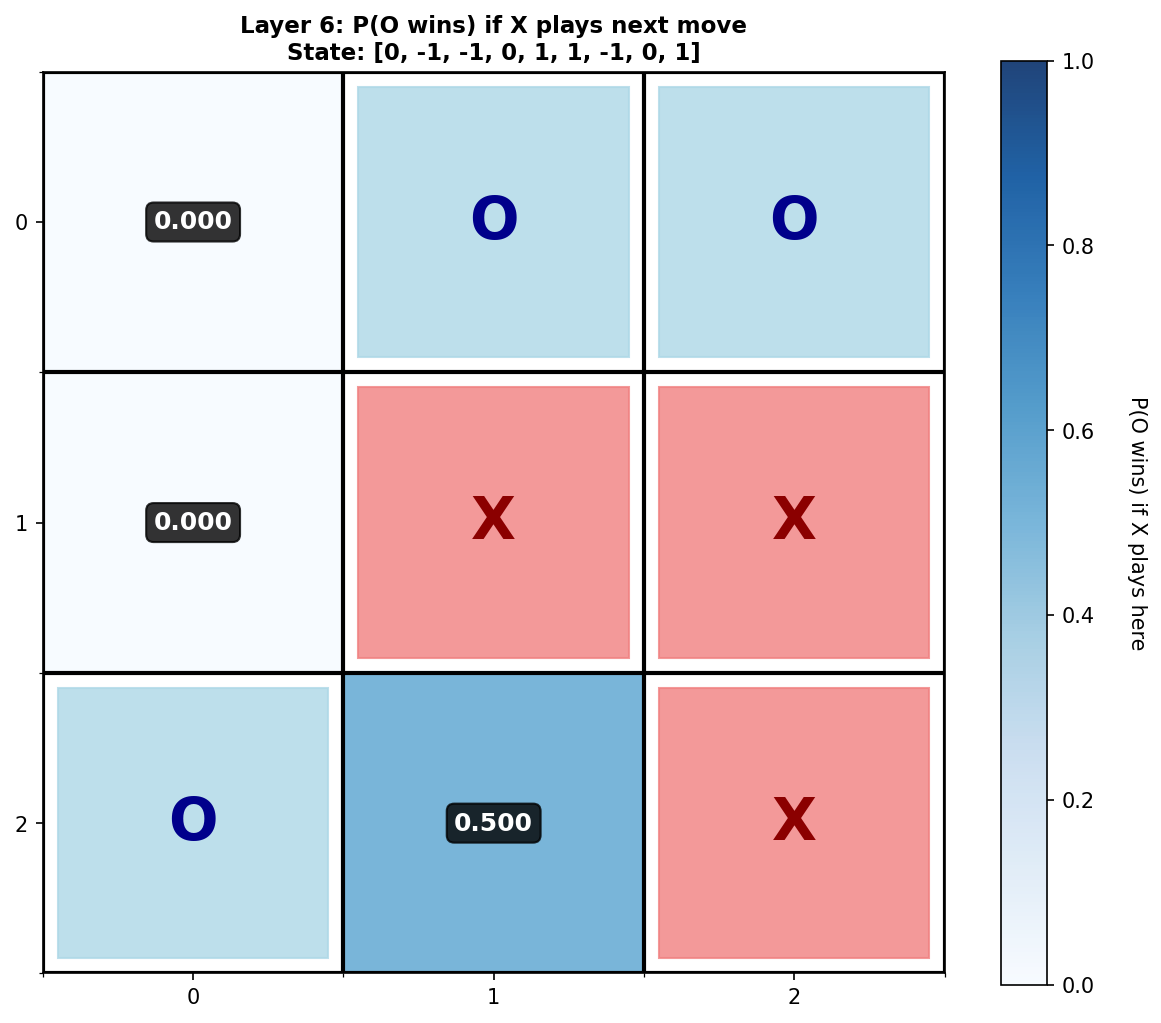 Layer 6: P(O wins) if X plays next move
State: [0, -1, -1, 0, 1, 1, -1, 0, 1]
0
0.000
O
O
1
0.000
X
X
2
O
0.500
X
0
1
2
1.0
0.8
0.6
0.4
0.2
0.0
P(O wins) if X plays here